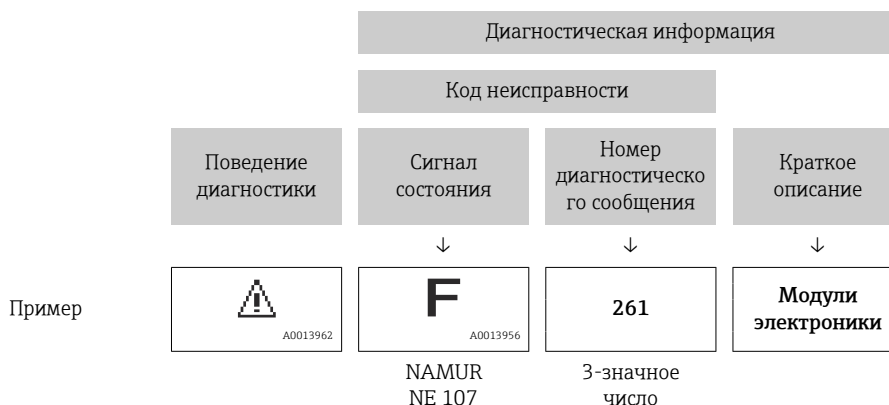 Диагностическая информация
Код неисправности
Поведение
диагностики
Сигнал
состояния
Номер
диагностическо
го сообщения
Краткое
описание
↓
↓
↓
Пример
A0013962
F
A0013956
261
Модули
электроники
NAMUR
NE 107
3-значное
число